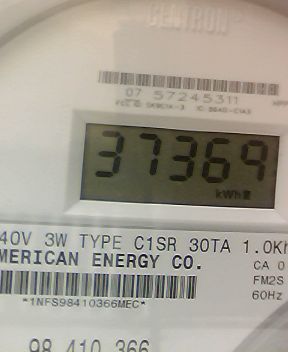 CENTRON
07 57245311
37369
kWh
40V 3W TYPE C1SR 30TA 1.0Kh
MERICAN ENERGY CO.
CA 0
FM2S
60Hz
*1NFS98410366MEC*
98 410 366